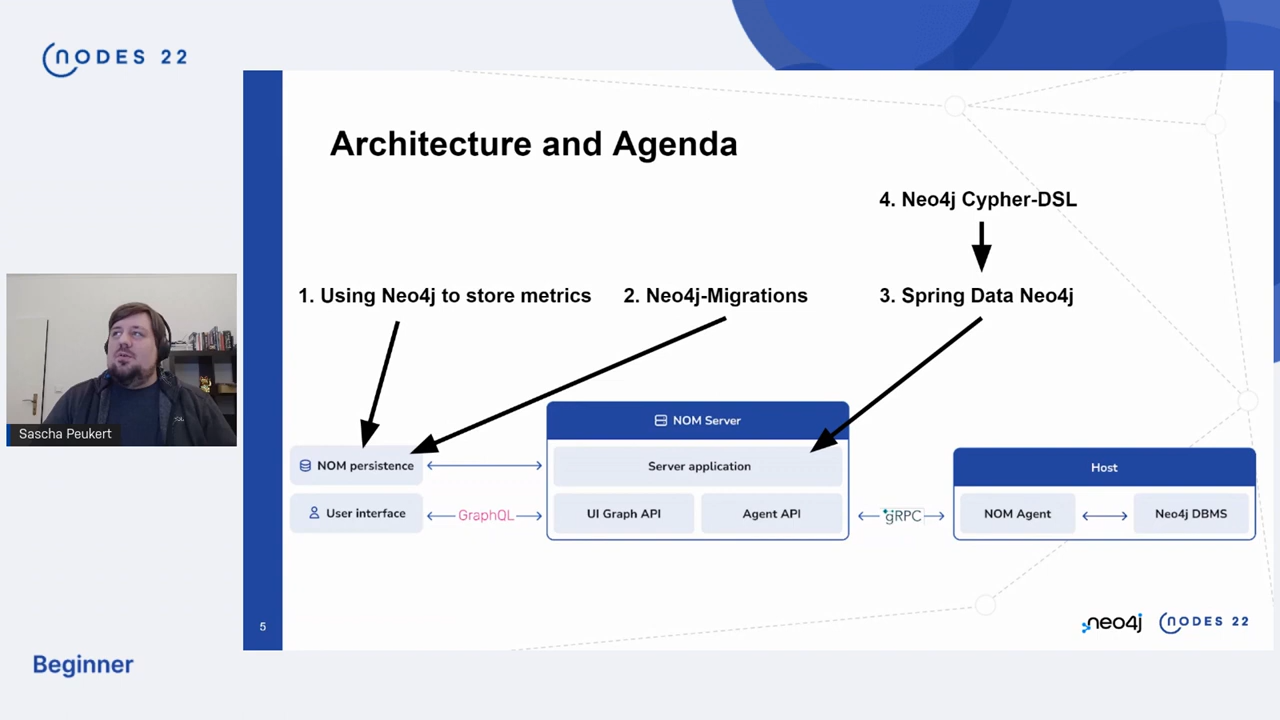 NODES 22
Architecture and Agenda
4. Neo4j Cypher-DSL
1. Using Neo4j to store metrics
2. Neo4j-Migrations
3. Spring Data Neo4j
NOM Server
NOM persistence
Server application
Host
User interface
GraphQL
UI Graph API
Agent API
gRPC
NOM Agent
Neo4j DBMS
Sascha Peukert
5
neo4j
NODES 22
Beginner